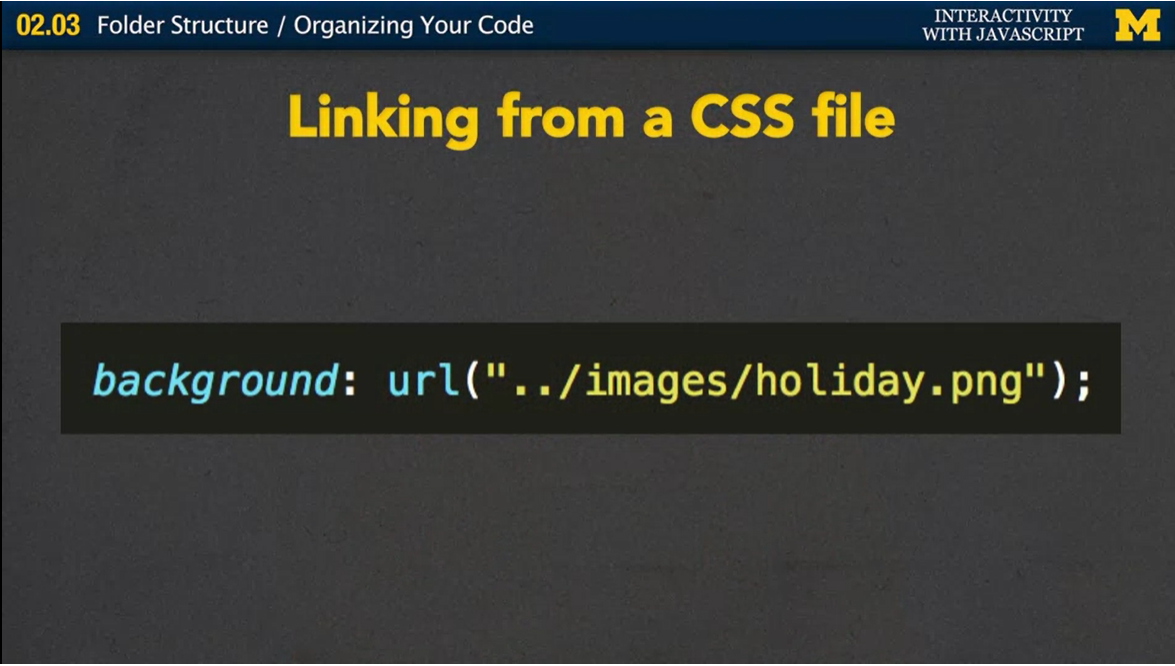 02.03 Folder Structure / Organizing Your Code
INTERACTIVITY
WITH JAVASCRIPT
M
Linking from a CSS file
background: url("../images/holiday.png");